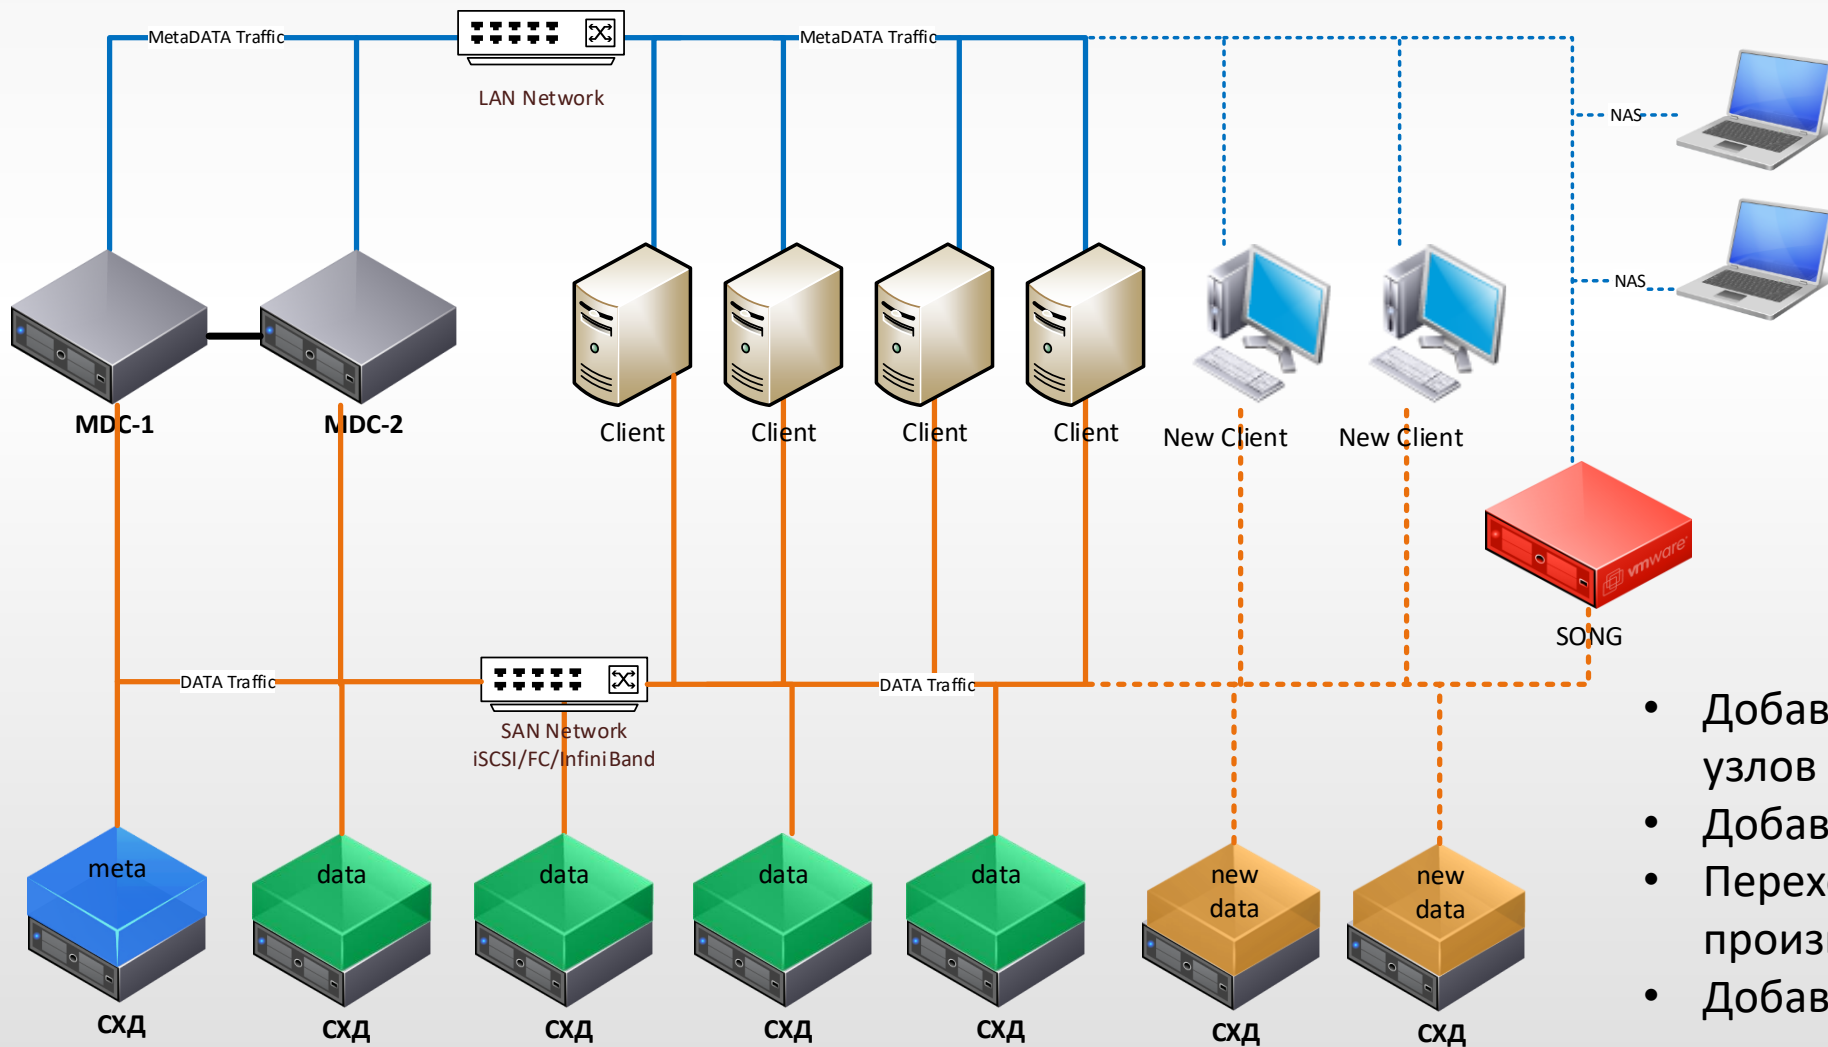 MetaDATA Traffic
MetaDATA Traffic
LAN Network
NAS
NAS
MDC-1
MDC-2
Client
Client
Client
Client
New Client
New Client
vmware
SONG
DATA Traffic
DATA Traffic
SAN Network
iSCSI/FC/InfiniBand
узлов
meta
data
data
data
data
new
data
new
data
СХД
СХД
СХД
СХД
СХД
СХД
СХД